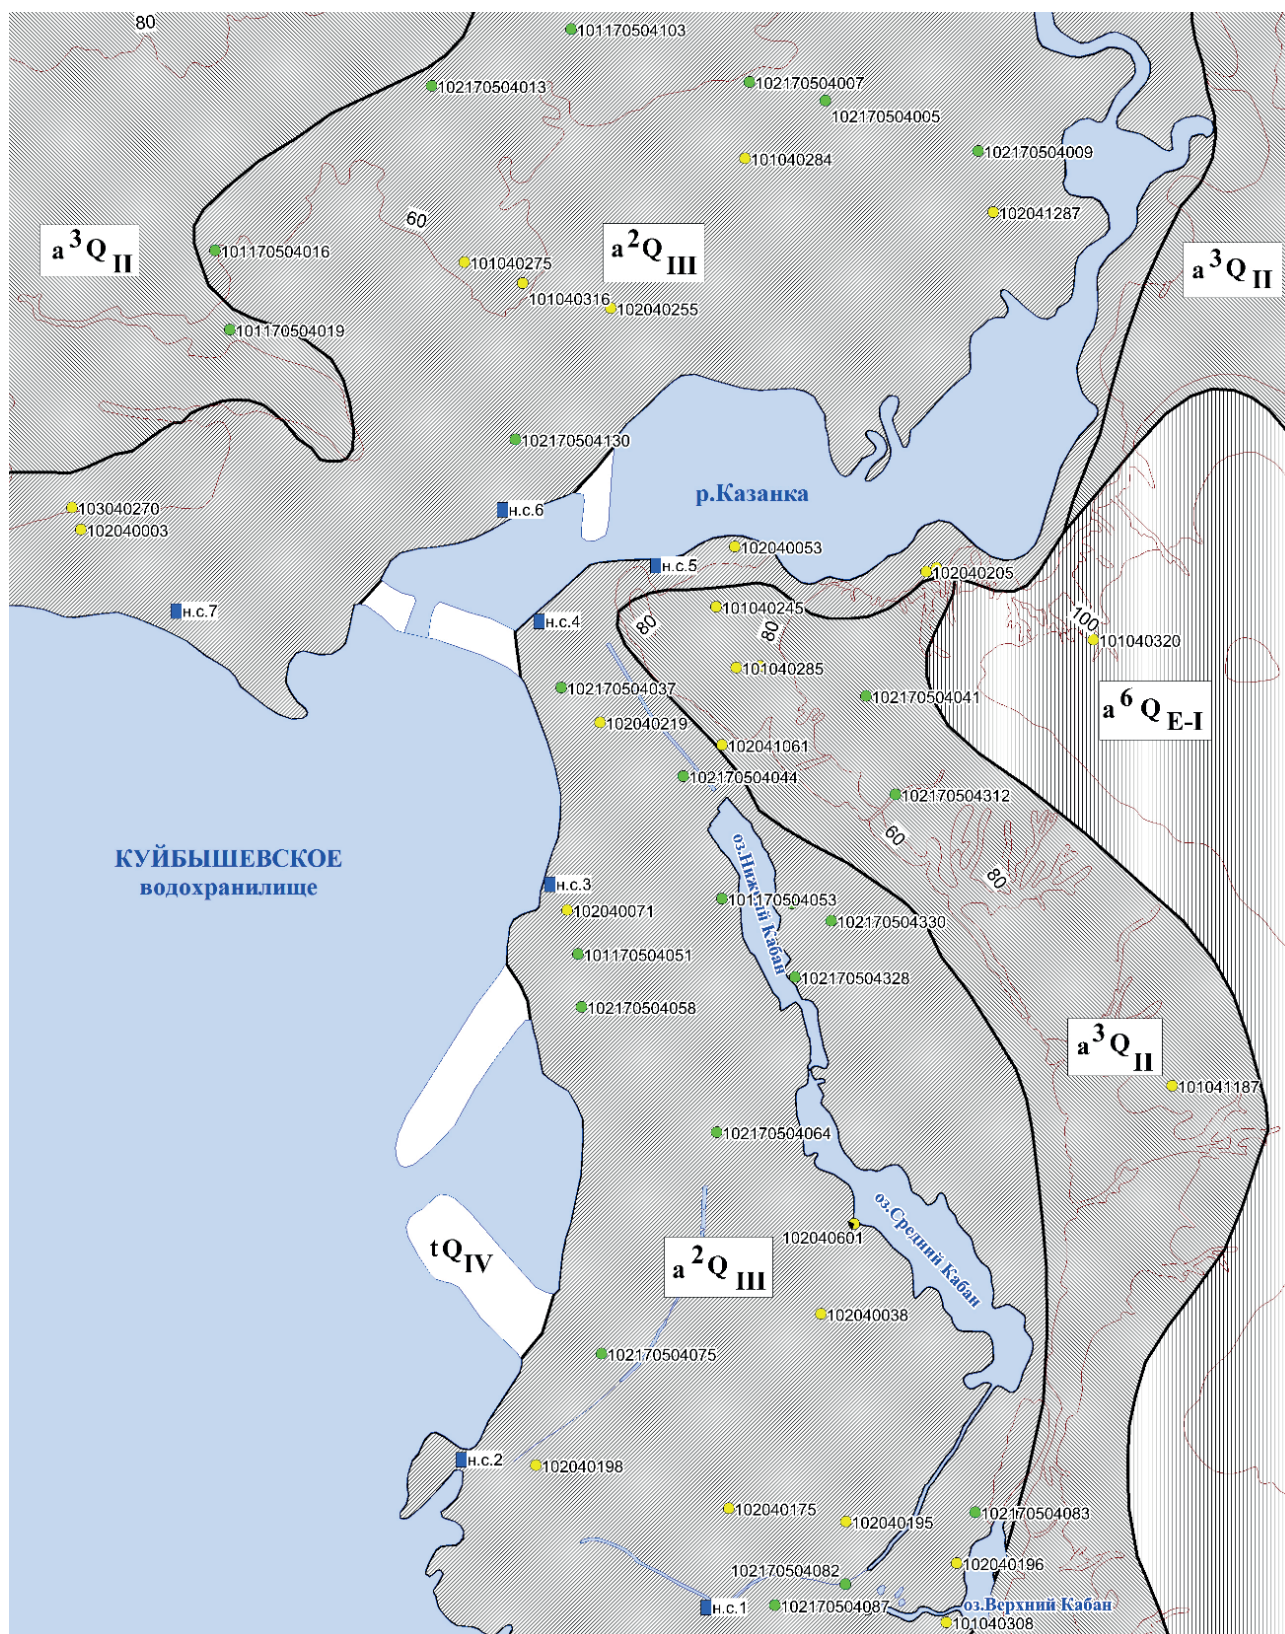 80
101170504103
102170504013
102170504007
102170504005
102170504009
101040284
102041287
60
a³Q II
101170504016
a²Q III
101040275
101040316
102040255
a³Q II
101170504019
102170504130
р.Казанка
103040270
102040003
н.с.6
102040053
н.с.5
102040205
н.с.7
101040245
н.с.4
80
80
100
101040320
101040285
102170504037
102170504041
a⁶Q E-I
102040219
102041061
102170504044
102170504312
60
оз.Нижний Кабан
КУЙБЫШЕВСКОЕ
водохранилище
80
н.с.3
101170504053
102040071
102170504330
101170504051
102170504328
102170504058
a³Q II
101041187
102170504064
оз.Средний Кабан
102040601
tQ IV
a²Q III
102040038
102170504075
н.с.2
102040198
102040175
102040195
102170504083
102040196
102170504082
н.с.1
102170504087
оз.Верхний Кабан
101040308